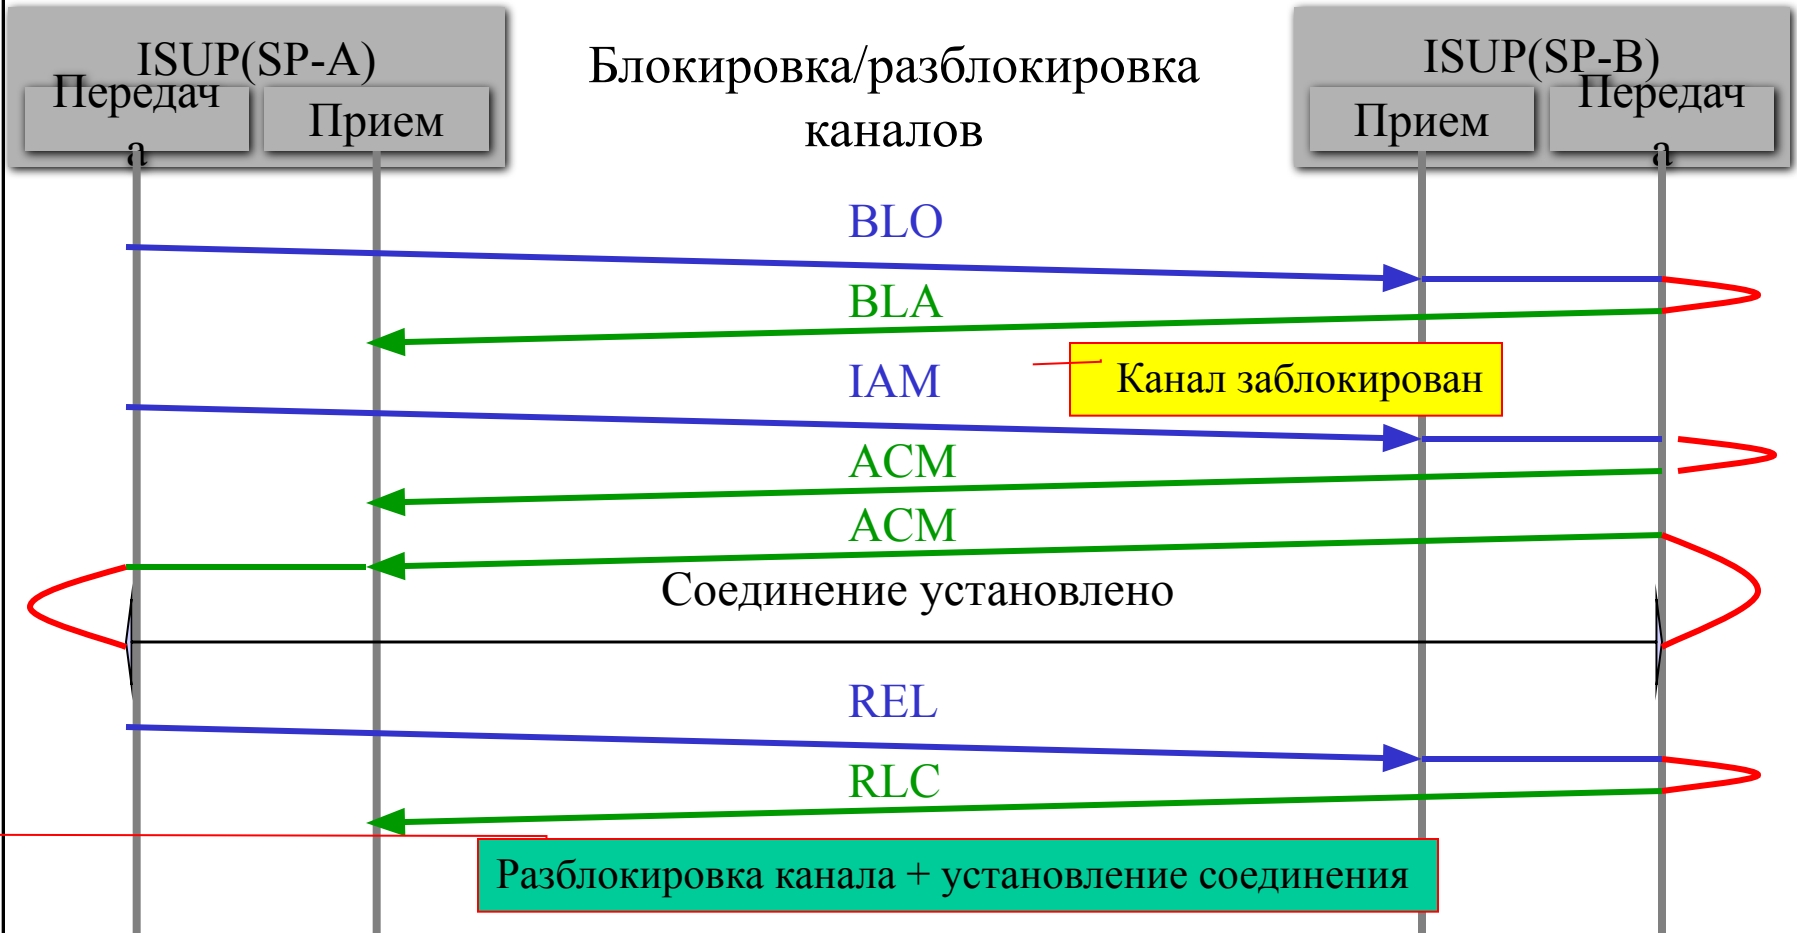 ISUP(SP-A)
Передач
а
Прием
Блокировка/разблокировка
каналов
ISUP(SP-B)
Прием
Передач
а
BLO
BLA
Канал заблокирован
IAM
ACM
ACM
Соединение установлено
REL
RLC
Разблокировка канала + установление соединения